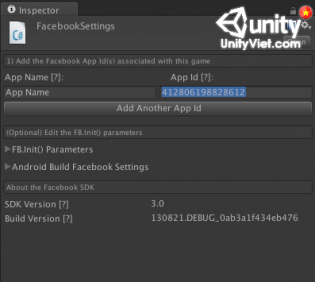 Inspector
FacebookSettings
unity
UnityViet.com
1) Add the Facebook App Id(s) associated with this game
App Name [?]: App Id [?]:
App Name 412806198828612
Add Another App Id
(Optional) Edit the FB.Init() parameters
FB.Init() Parameters
Android Build Facebook Settings
About the Facebook SDK
SDK Version [?] 3.0
Build Version [?] 130821.DEBUG_0ab3a1f434eb476